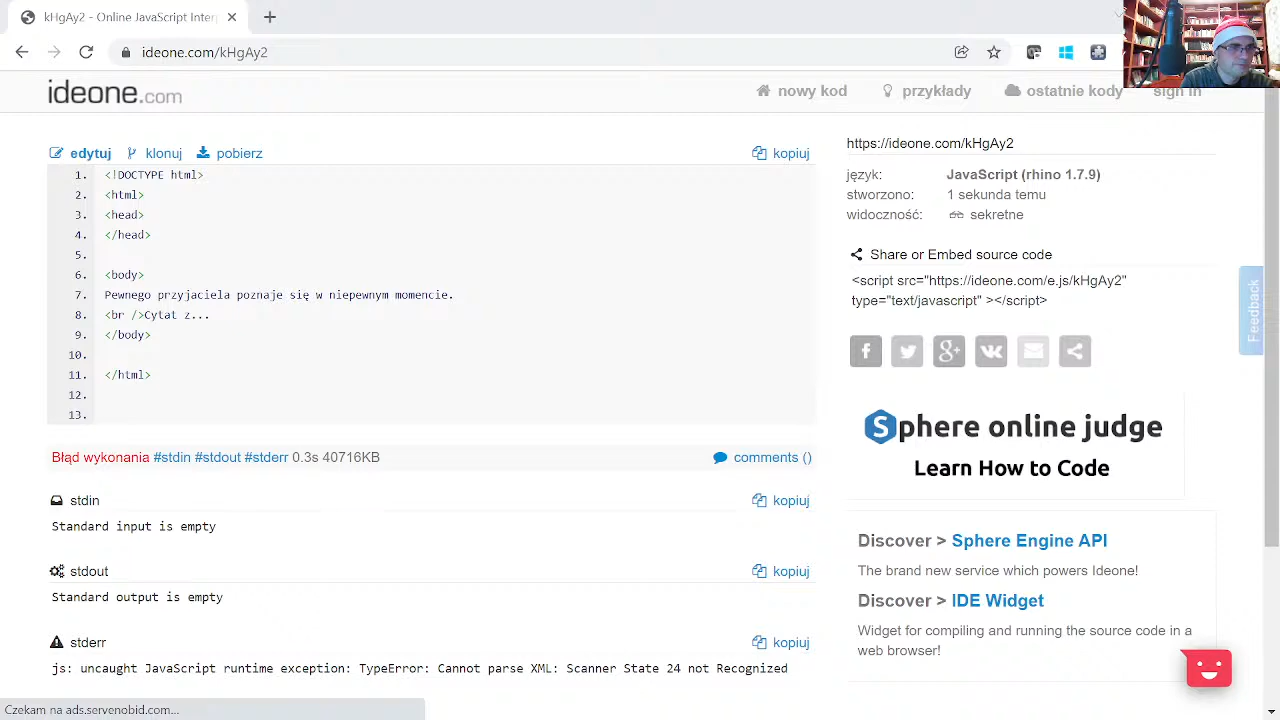 kHgAy2 - Online JavaScript Interp
ideone.com/kHgAy2
ideone.com
nowy kod
przykłady
ostatnie kody
sign in
edytuj
klonuj
pobierz
kopiuj
1. <!DOCTYPE html>
2. <html>
3. <head>
4. </head>
5.
6. <body>
7. Pewnego przyjaciela poznaje się w niepewnym momencie.
8. <br />Cytat z...
9. </body>
10.
11. </html>
12.
13.
Błąd wykonania #stdin #stdout #stderr 0.3s 40716KB
comments ()
stdin
kopiuj
Standard input is empty
stdout
kopiuj
Standard output is empty
stderr
kopiuj
js: uncaught JavaScript runtime exception: TypeError: Cannot parse XML: Scanner State 24 not Recognized
https://ideone.com/kHgAy2
język: JavaScript (rhino 1.7.9)
stworzono: 1 sekunda temu
widoczność: sekretne
Share or Embed source code
<script src="https://ideone.com/e.js/kHgAy2"
type="text/javascript" ></script>
Sphere online judge
Learn How to Code
Discover > Sphere Engine API
The brand new service which powers Ideone!
Discover > IDE Widget
Widget for compiling and running the source code in a
web browser!
Feedback
Czekam na ads.servenobid.com...